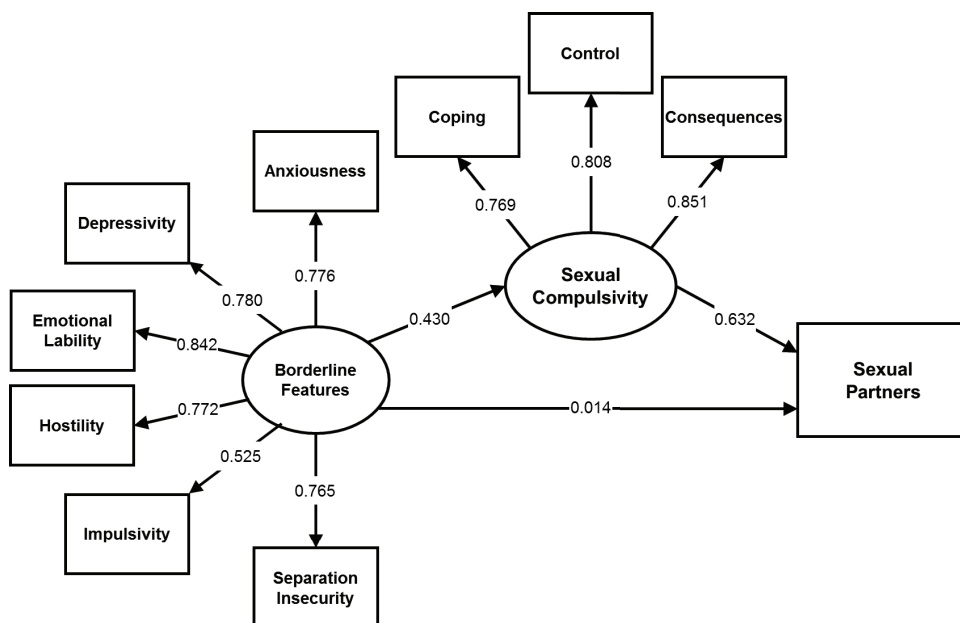 Control
Coping
Consequences
0.808
0.769
0.851
Anxiousness
Depressivity
0.776
0.780
Sexual
Compulsivity
Emotional
Lability
0.842
0.430
0.632
Borderline
Features
Sexual
Partners
Hostility
0.772
0.014
0.525
0.765
Impulsivity
Separation
Insecurity